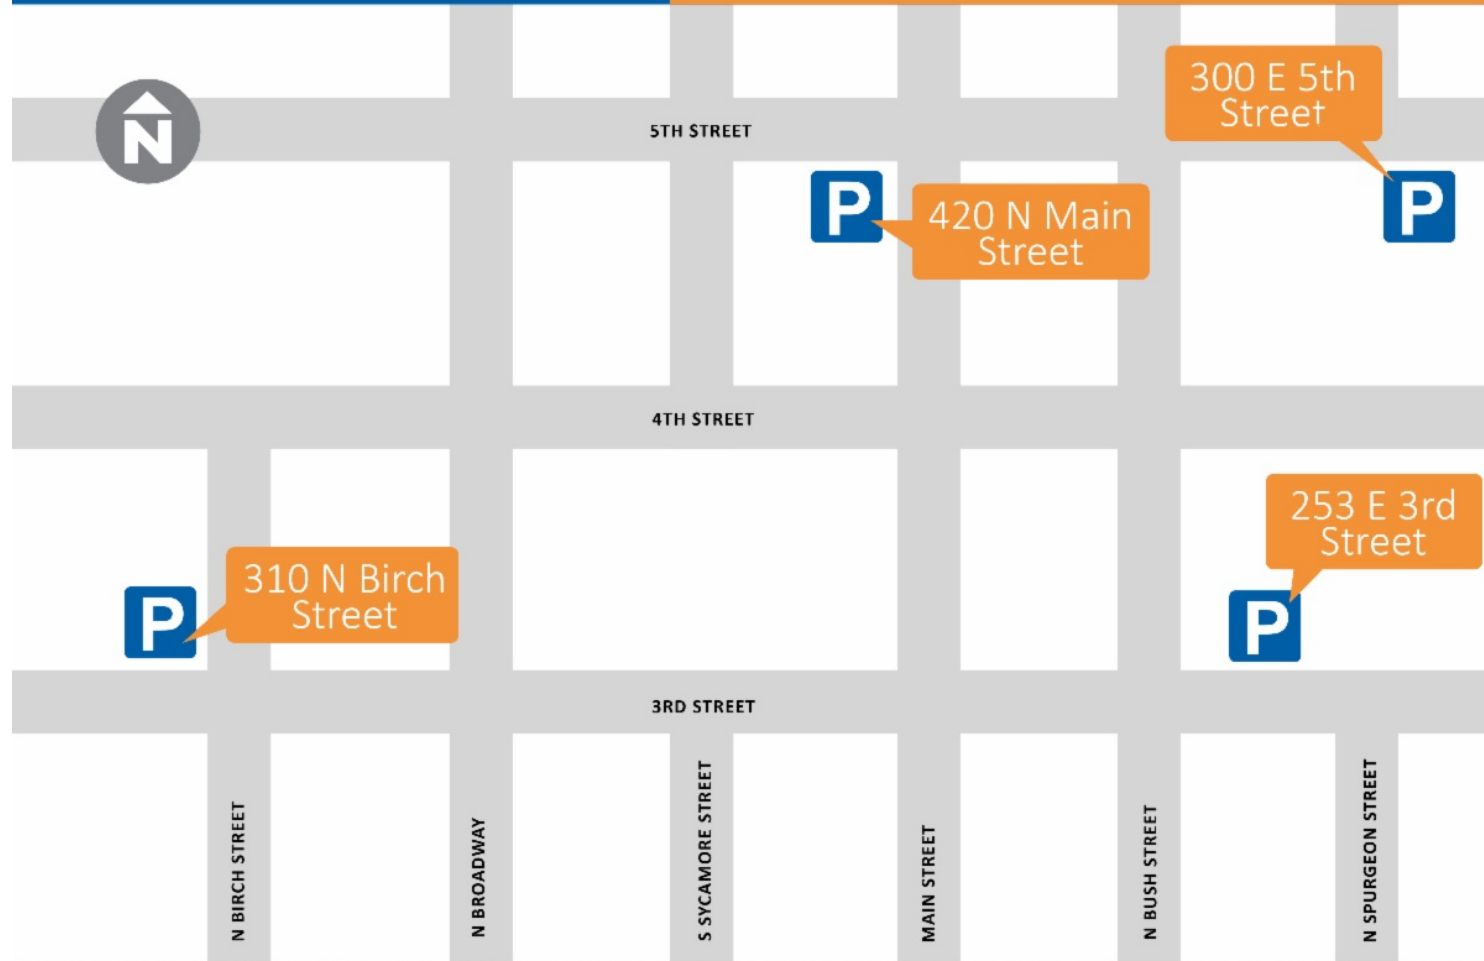 300 E 5th
Street
N
5TH STREET
P
P
420 N Main
Street
4TH STREET
253 E 3rd
Street
310 N Birch
Street
P
P
3RD STREET
N BIRCH STREET
N BROADWAY
S SYCAMORE STREET
MAIN STREET
N BUSH STREET
N SPURGEON STREET